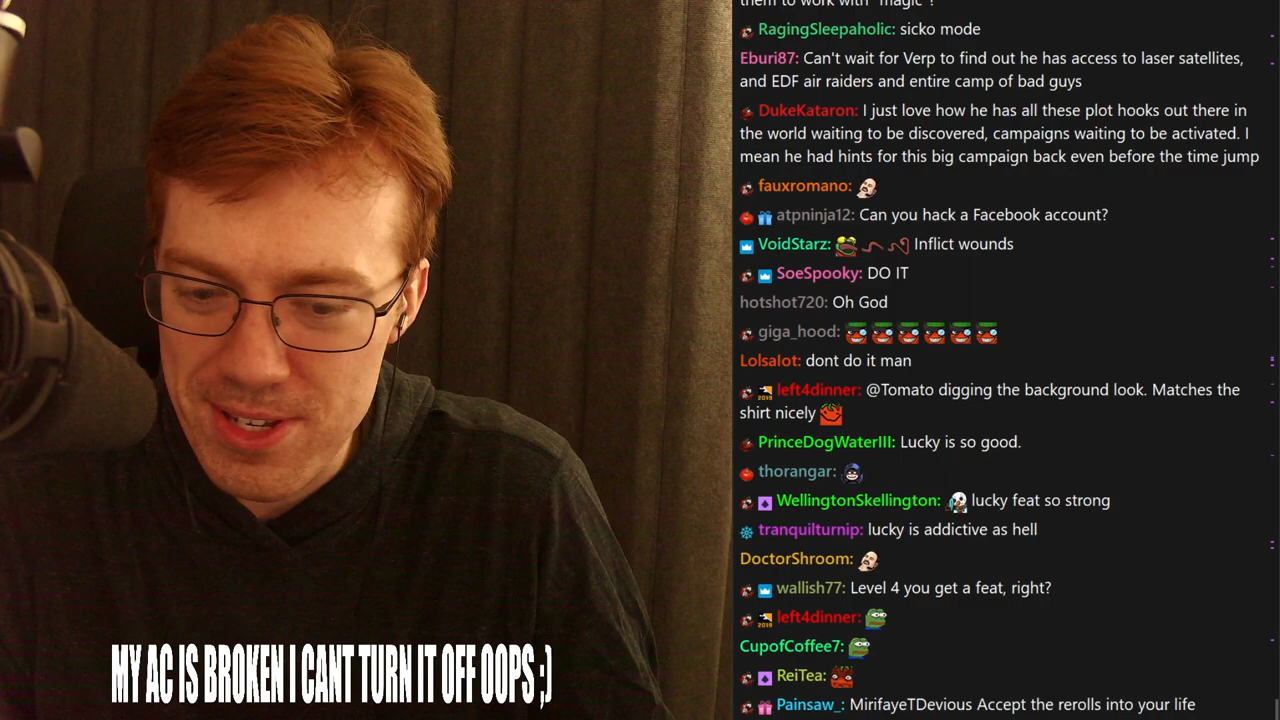 them to work with "magic"?
RagingSleepaholic: sicko mode
Eburi87: Can't wait for Verp to find out he has access to laser satellites,
and EDF air raiders and entire camp of bad guys
DukeKataron: I just love how he has all these plot hooks out there in
the world waiting to be discovered, campaigns waiting to be activated. I
mean he had hints for this big campaign back even before the time jump
fauxromano:
atpninja12: Can you hack a Facebook account?
VoidStarz: Inflict wounds
SoeSpooky: DO IT
hotshot720: Oh God
giga_hood:
Lolsalot: dont do it man
left4dinner: @Tomato digging the background look. Matches the
shirt nicely
PrinceDogWaterIII: Lucky is so good.
thorangar:
WellingtonSkellington: lucky feat so strong
tranquilturnip: lucky is addictive as hell
DoctorShroom:
wallish77: Level 4 you get a feat, right?
left4dinner:
CupofCoffee7:
ReiTea:
Painsaw_: MirifayeTDevious Accept the rerolls into your life
MY AC IS BROKEN I CANT TURN IT OFF OOPS ;)